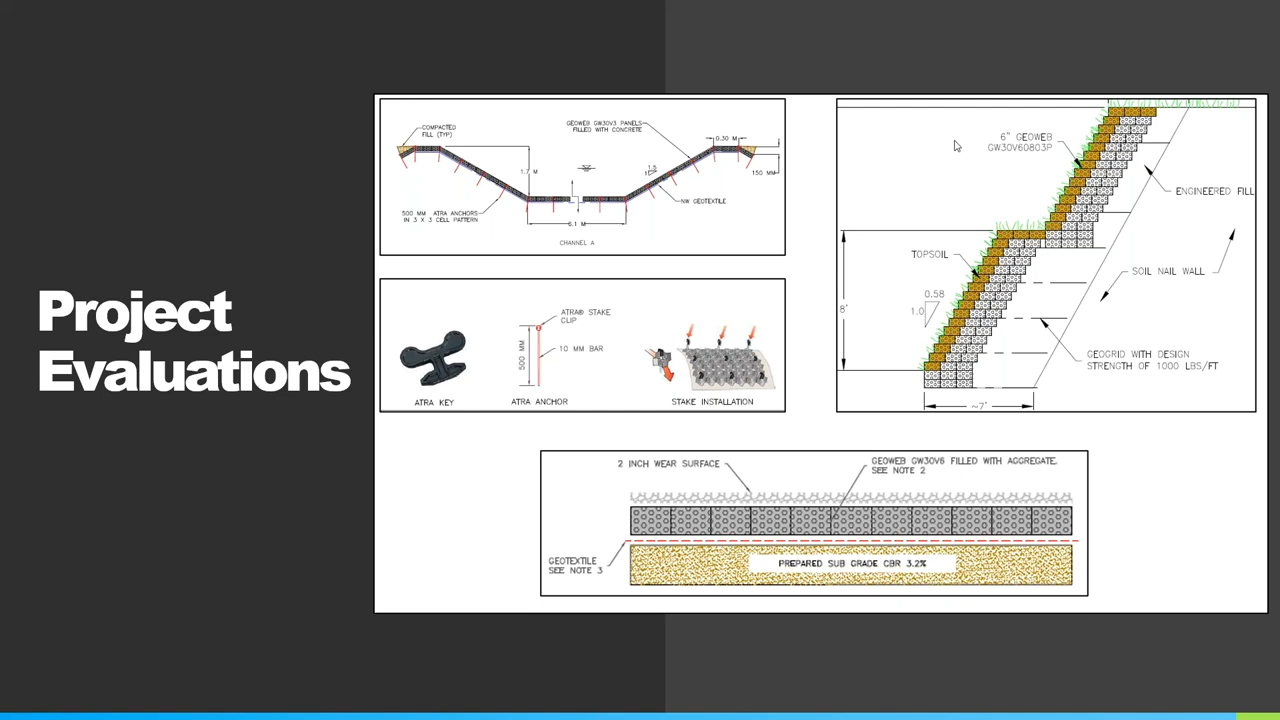 Project
Evaluations
COMPACTED
FILL (TYP)
GEOWEB GW30V3 PANELS
FILLED WITH CONCRETE
0.30 M
1.7 M
1.5
1
150 MM
500 MM ATRA ANCHORS
IN 3 X 3 CELL PATTERN
NW GEOTEXTILE
6.1 M
CHANNEL A
ATRA® STAKE
CLIP
500 MM
10 MM BAR
ATRA KEY
ATRA ANCHOR
STAKE INSTALLATION
6" GEOWEB
GW30V60803P
ENGINEERED FILL
TOPSOIL
SOIL NAIL WALL
0.58
1.0
8'
GEOGRID WITH DESIGN
STRENGTH OF 1000 LBS/FT
~7'
2 INCH WEAR SURFACE
GEOWEB GW30V6 FILLED WITH AGGREGATE.
SEE NOTE 2
GEOTEXTILE
SEE NOTE 3
PREPARED SUB GRADE CBR 3.2%